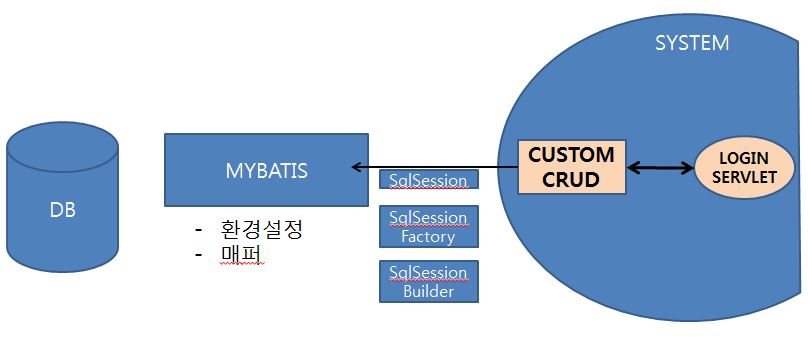 SYSTEM
DB
MYBATIS
- 환경설정
- 매퍼
SqlSession
SqlSession
Factory
SqlSession
Builder
CUSTOM
CRUD
LOGIN
SERVLET